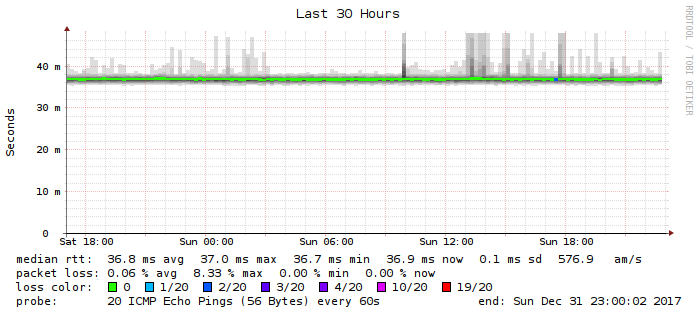 Last 30 Hours
RRDTOOL / TOBI OETIKER
Seconds
40 m
30 m
20 m
10 m
0
Sat 18:00 Sun 00:00 Sun 06:00 Sun 12:00 Sun 18:00
median rtt: 36.8 ms avg 37.0 ms max 36.7 ms min 36.9 ms now 0.1 ms sd 576.9 am/s
packet loss: 0.06 % avg 8.33 % max 0.00 % min 0.00 % now
loss color: 0 1/20 2/20 3/20 4/20 10/20 19/20
probe: 20 ICMP Echo Pings (56 Bytes) every 60s end: Sun Dec 31 23:00:02 2017